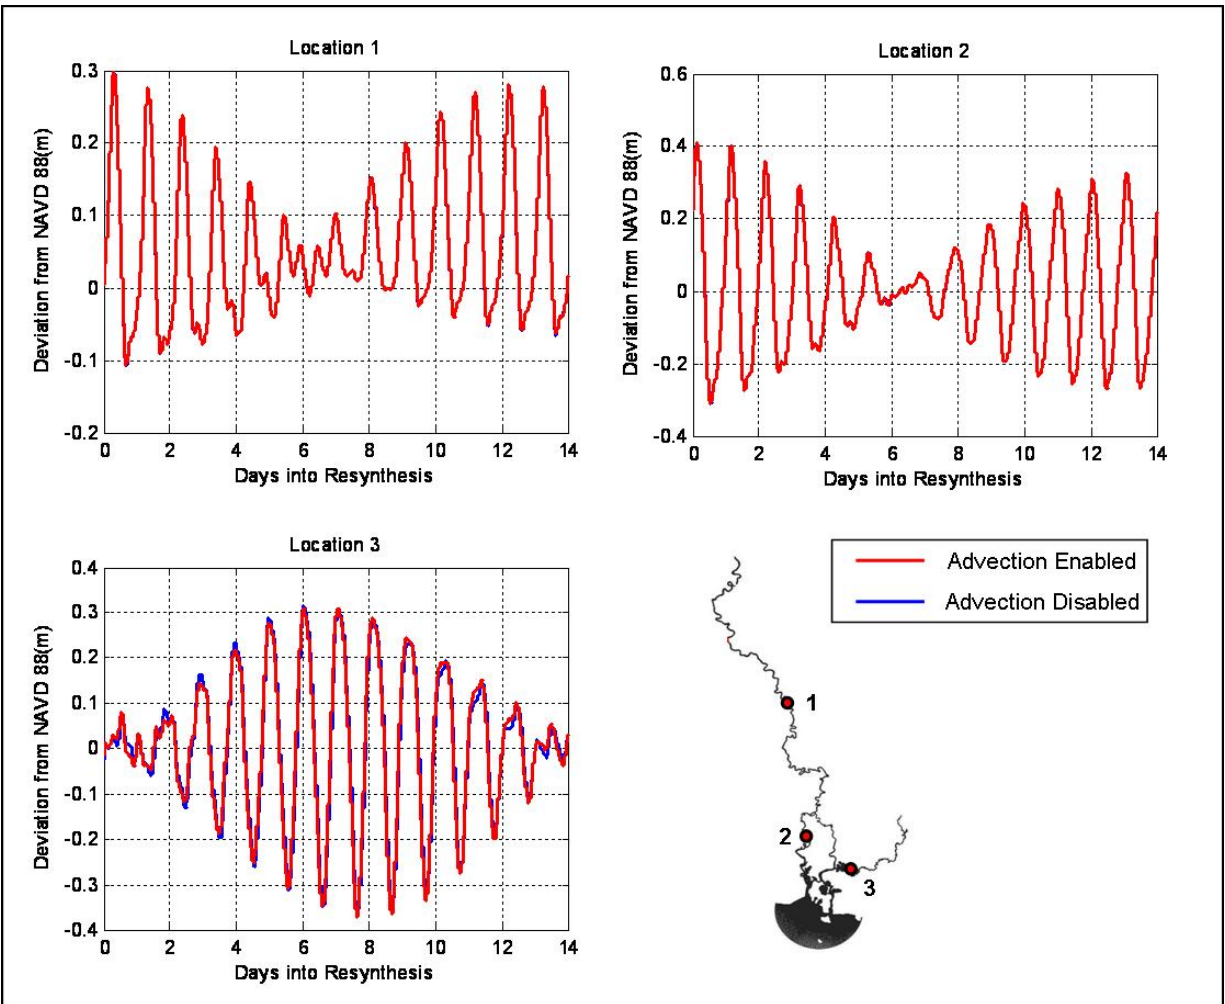 Location 1
Deviation from NAVD 88(m)
0.3
0.2
0.1
0
-0.1
-0.2
0 2 4 6 8 10 12 14
Days into Resynthesis
Location 2
Deviation from NAVD 88(m)
0.6
0.4
0.2
0
-0.2
-0.4
0 2 4 6 8 10 12 14
Days into Resynthesis
Location 3
Deviation from NAVD 88(m)
0.4
0.3
0.2
0.1
0
-0.1
-0.2
-0.3
-0.4
0 2 4 6 8 10 12 14
Days into Resynthesis
Advection Enabled
Advection Disabled
1
2
3